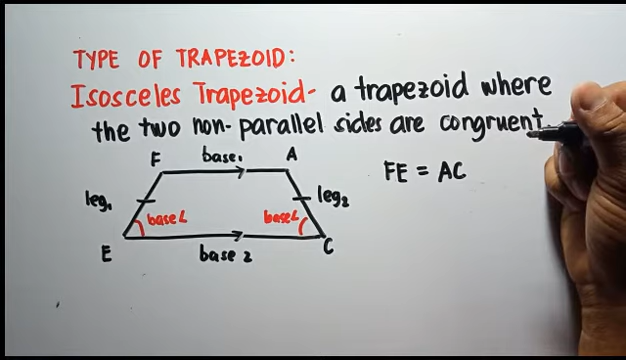 TYPE OF TRAPEZOID:
Isosceles Trapezoid- a trapezoid where
the two non-parallel sides are congruent
F base₁ A
FE = AC
leg₁ leg₂
base∠ base∠
E base 2 C